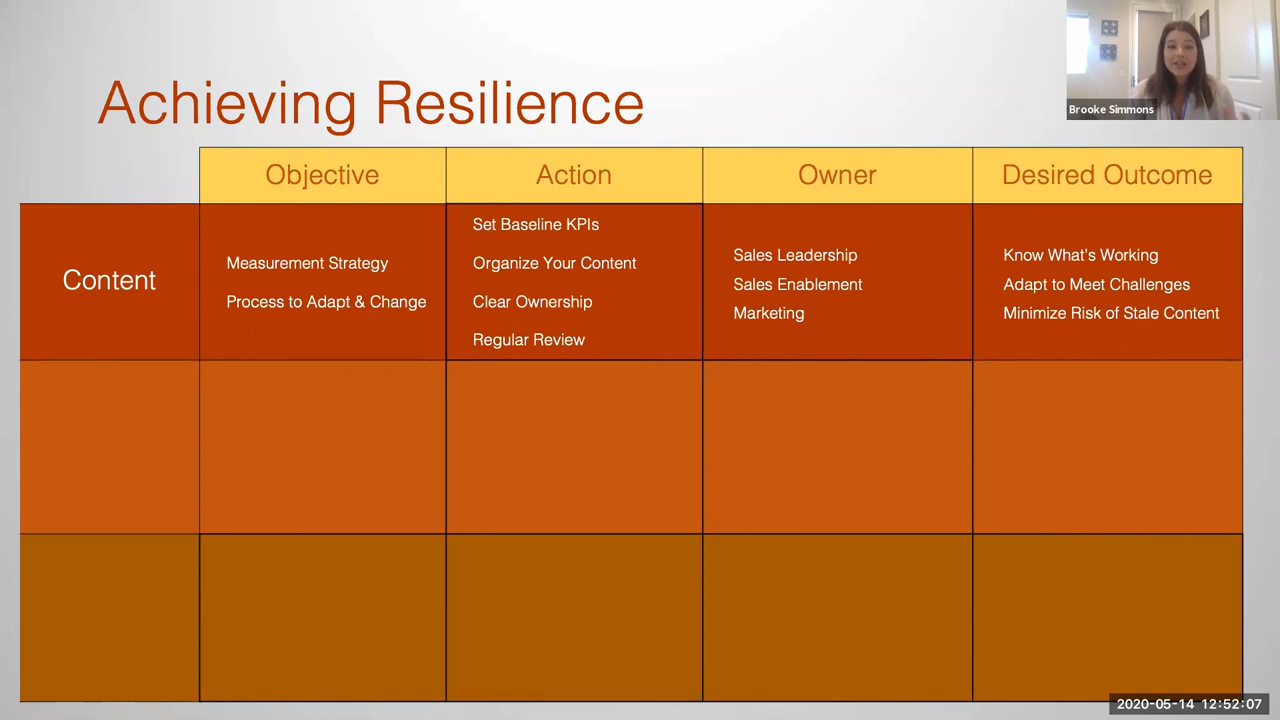 Achieving Resilience
Brooke Simmons
Objective
Action
Owner
Desired Outcome
Content
Measurement Strategy
Process to Adapt & Change
Set Baseline KPIs
Organize Your Content
Clear Ownership
Regular Review
Sales Leadership
Sales Enablement
Marketing
Know What's Working
Adapt to Meet Challenges
Minimize Risk of Stale Content
2020-05-14 12:52:07